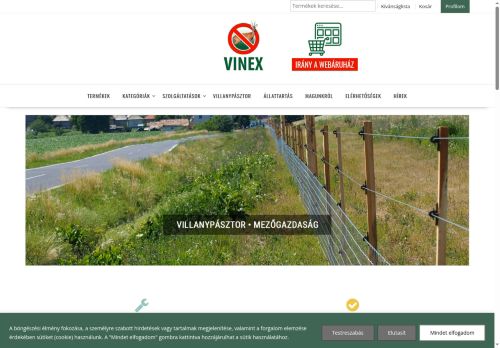 Termékek keresése...
Kívánságlista
Kosár
Profilom
VINEX
IRÁNY A WEBÁRUHÁZ
TERMÉKEK
KATEGÓRIÁK
SZOLGÁLTATÁSOK
VILLANYPÁSZTOR
ÁLLATTARTÁS
MAGUNKRÓL
ELÉRHETŐSÉGEK
HÍREK
VILLANYPÁSZTOR • MEZŐGAZDASÁG
A böngészési élmény fokozása, a személyre szabott hirdetések vagy tartalmak megjelenítése, valamint a forgalom elemzése
érdekében sütiket (cookie) használunk. A "Mindet elfogadom" gombra kattintva hozzájárulhat a sütik használatához.
Testreszabás
Elutasít
Mindet elfogadom